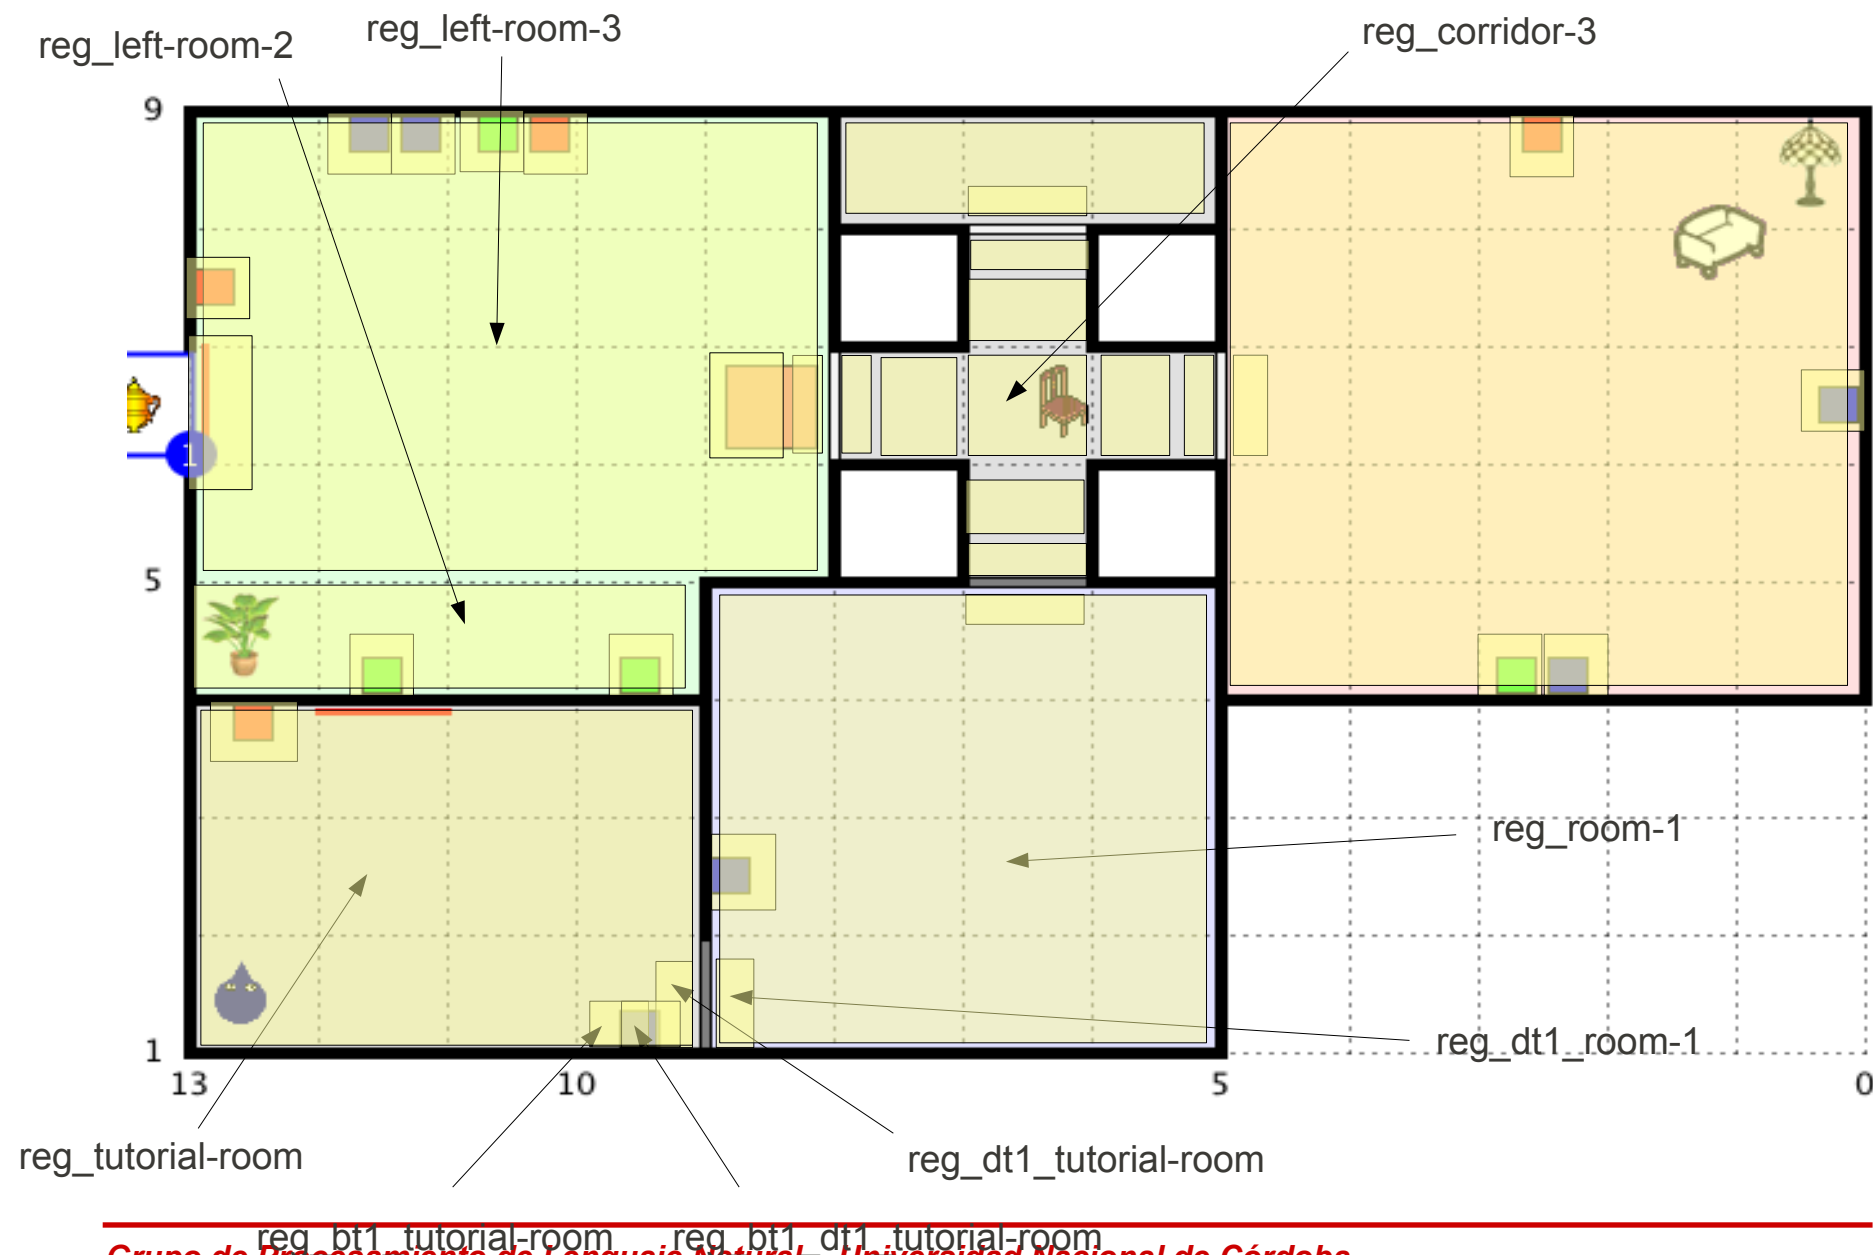 reg_left-room-3
reg_corridor-3
reg_left-room-2
9
1
5
reg_room-1
reg_dt1_room-1
1
13 10 5 0
reg_tutorial-room
reg_dt1_tutorial-room
reg_bt1_tutorial-room reg_bt1_dt1_tutorial-room
Grupo de Procesamiento de Lenguaje Natural – Universidad Nacional de Córdoba